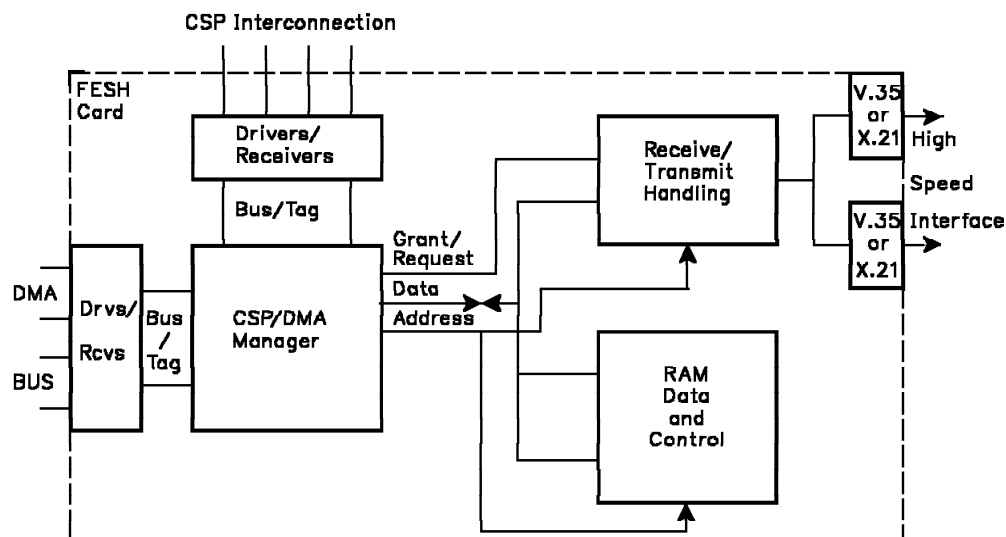 CSP Interconnection
FESH
Card
Drivers/
Receivers
Bus/Tag
DMA
BUS
Drvs/
Rcvs
Bus
/
Tag
CSP/DMA
Manager
Grant/
Request
Data
Address
Receive/
Transmit
Handling
RAM
Data
and
Control
V.35
or
X.21
High
Speed
Interface
V.35
or
X.21